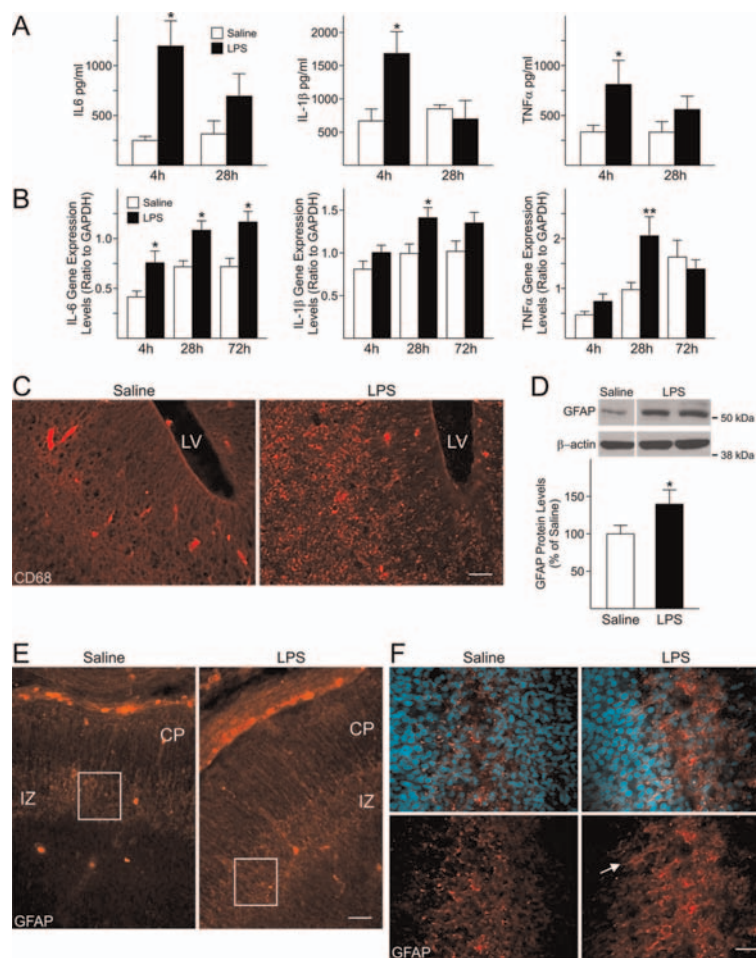 A
Saline
LPS
IL6 pg/ml
1000
500
*
4h
28h
IL-1β pg/ml
2000
1500
1000
500
*
4h
28h
TNFα pg/ml
1000
500
*
4h
28h
B
Saline
LPS
IL-6 Gene Expression
Levels (Ratio to GAPDH)
1.0
0.5
*
*
*
4h
28h
72h
IL-1β Gene Expression
Levels (Ratio to GAPDH)
1.5
1.0
0.5
*
4h
28h
72h
TNFα Gene Expression
Levels (Ratio to GAPDH)
2
1
**
4h
28h
72h
C
Saline
LPS
LV
LV
CD68
D
Saline
LPS
GFAP
50 kDa
β-actin
38 kDa
GFAP Protein Levels
(% of Saline)
150
100
50
*
Saline
LPS
E
Saline
LPS
CP
CP
IZ
IZ
GFAP
F
Saline
LPS
GFAP